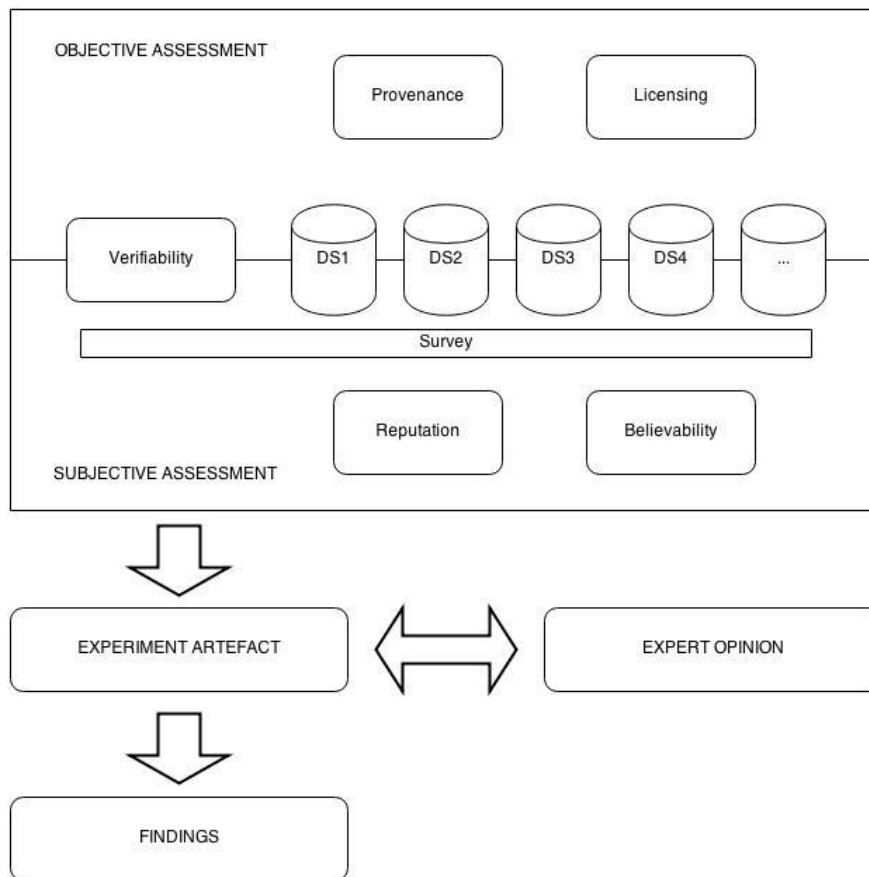 OBJECTIVE ASSESSMENT
Provenance
Licensing
Verifiability
DS1
DS2
DS3
DS4
...
Survey
Reputation
Believability
SUBJECTIVE ASSESSMENT
EXPERIMENT ARTEFACT
EXPERT OPINION
FINDINGS